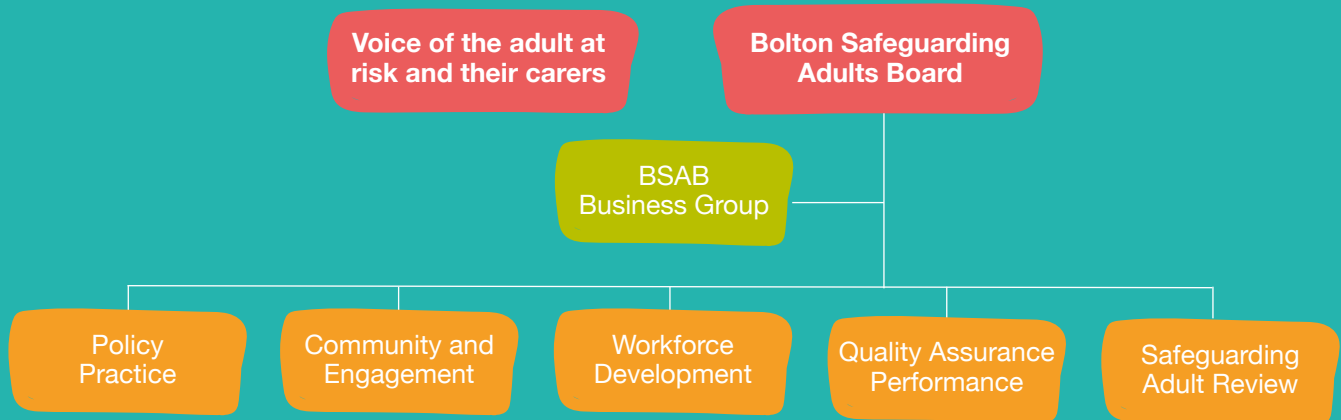 Voice of the adult at
risk and their carers
Bolton Safeguarding
Adults Board
BSAB
Business Group
Policy
Practice
Community and
Engagement
Workforce
Development
Quality Assurance
Performance
Safeguarding
Adult Review